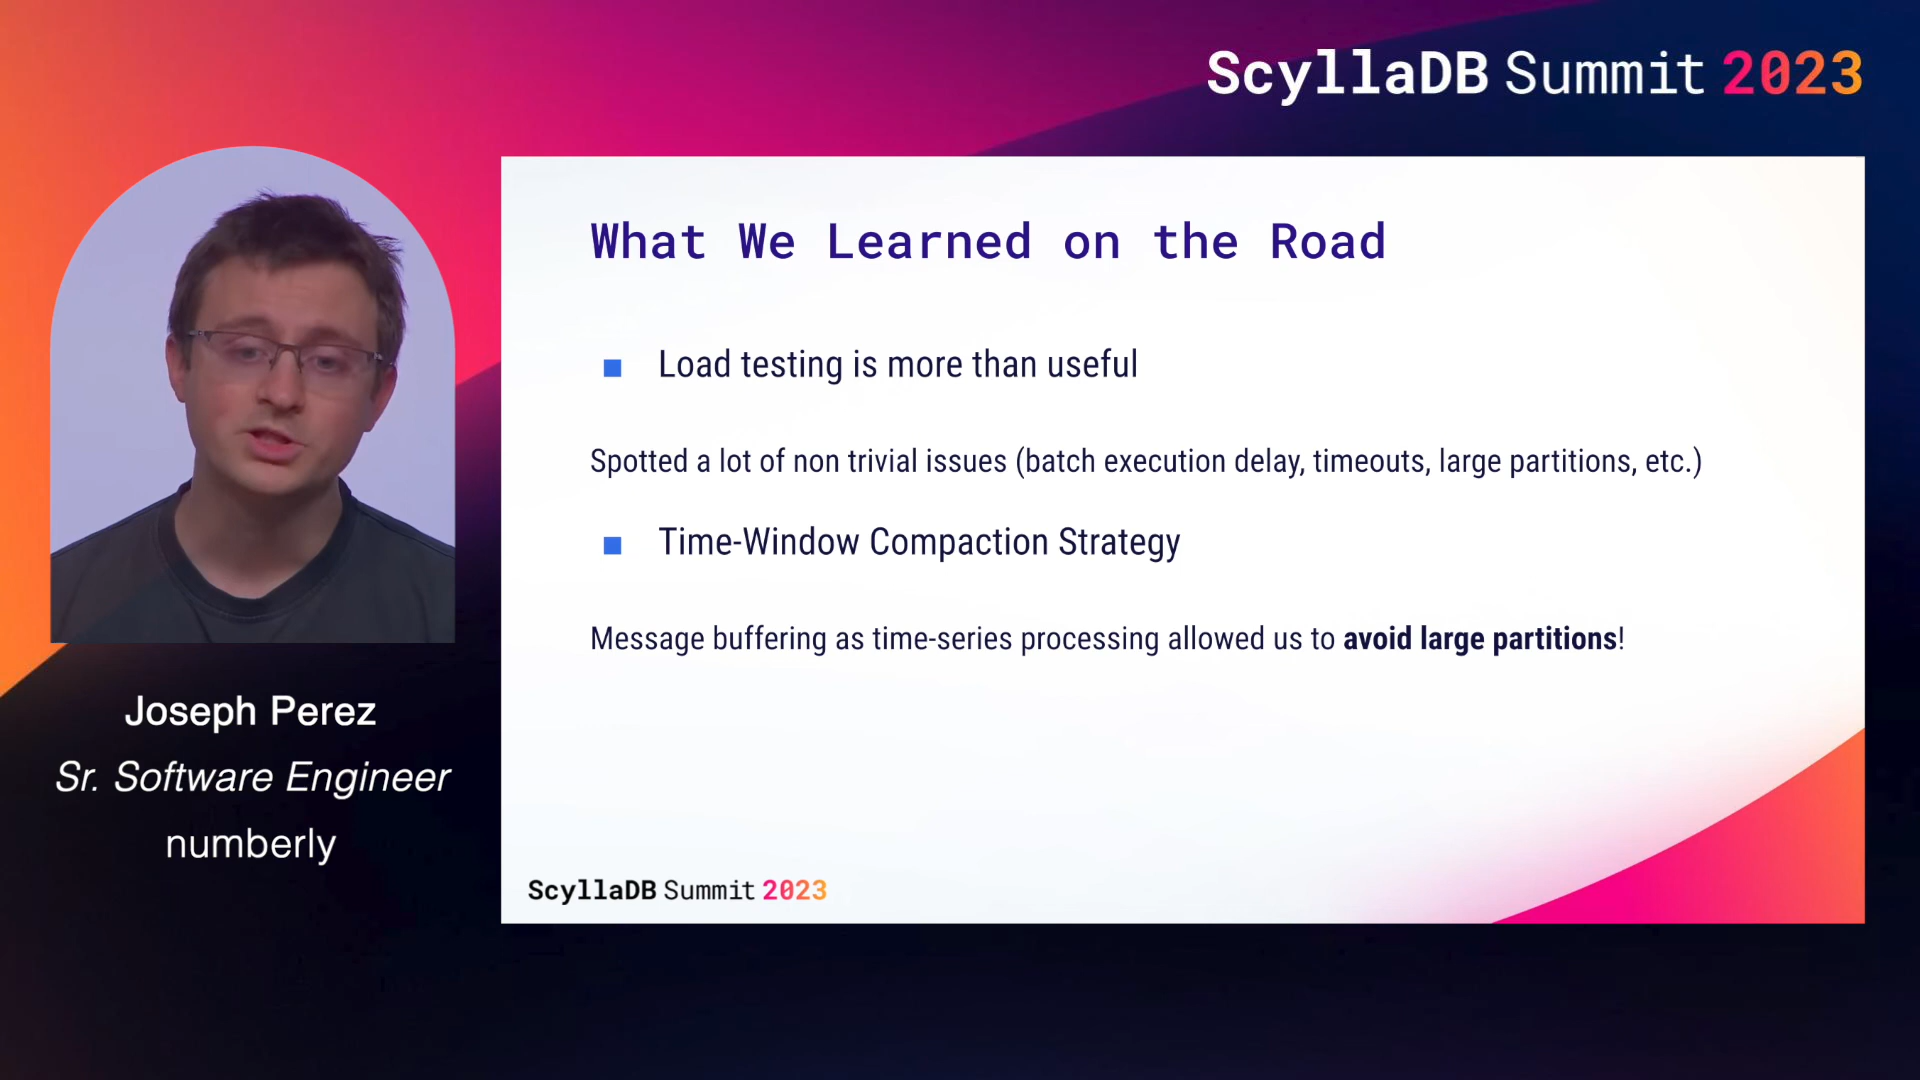 ScyllaDB Summit 2023
What We Learned on the Road
Load testing is more than useful
Spotted a lot of non trivial issues (batch execution delay, timeouts, large partitions, etc.)
Time-Window Compaction Strategy
Message buffering as time-series processing allowed us to avoid large partitions!
ScyllaDB Summit 2023
Joseph Perez
Sr. Software Engineer
numberly